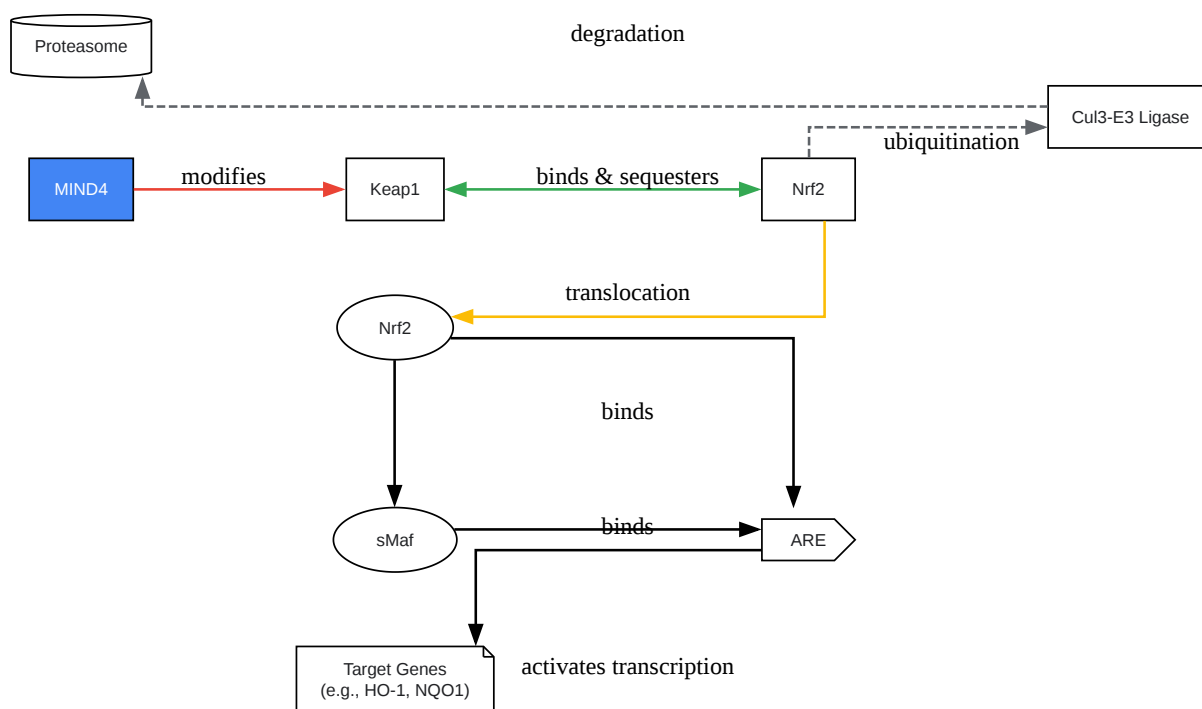 degradation
Proteasome
Cul3-E3 Ligase
ubiquitination
MIND4
modifies
Keap1
binds & sequesters
Nrf2
translocation
Nrf2
binds
sMaf
binds
ARE
Target Genes
(e.g., HO-1, NQO1)
activates transcription